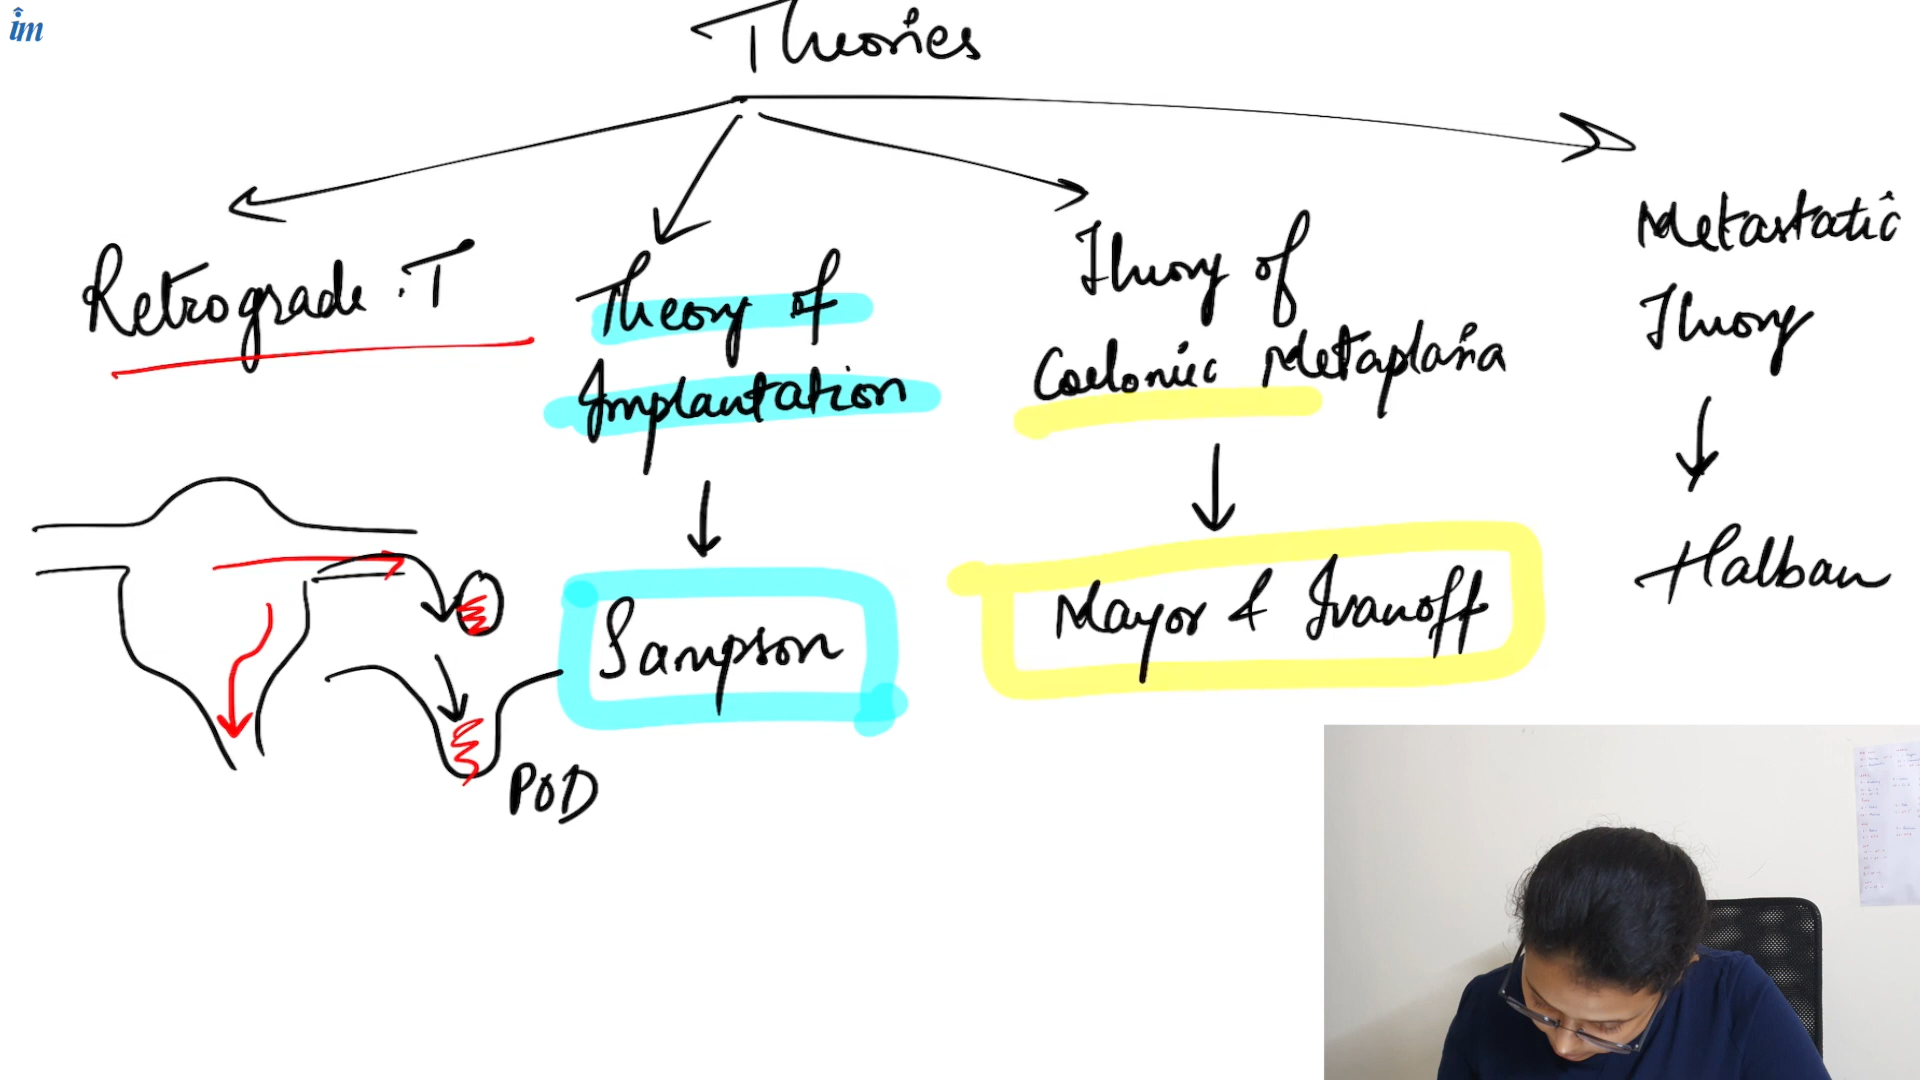 im
Theories
Retrograde .T
Theory of
Implantation
Sampson
Theory of
Coelomic Metaplasia
Mayor & Ivanoff
Metastatic
Theory
Halban
POD